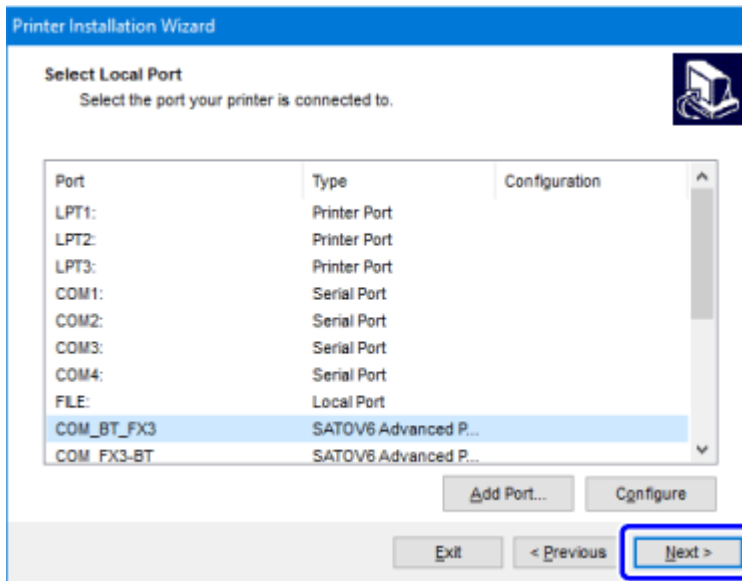 Printer Installation Wizard
Select Local Port
Select the port your printer is connected to.
Port Type Configuration
LPT1: Printer Port
LPT2: Printer Port
LPT3: Printer Port
COM1: Serial Port
COM2: Serial Port
COM3: Serial Port
COM4: Serial Port
FILE: Local Port
COM_BT_FX3 SATOV6 Advanced P...
COM_FX3-BT SATOV6 Advanced P...
Add Port... Configure
Exit < Previous Next >